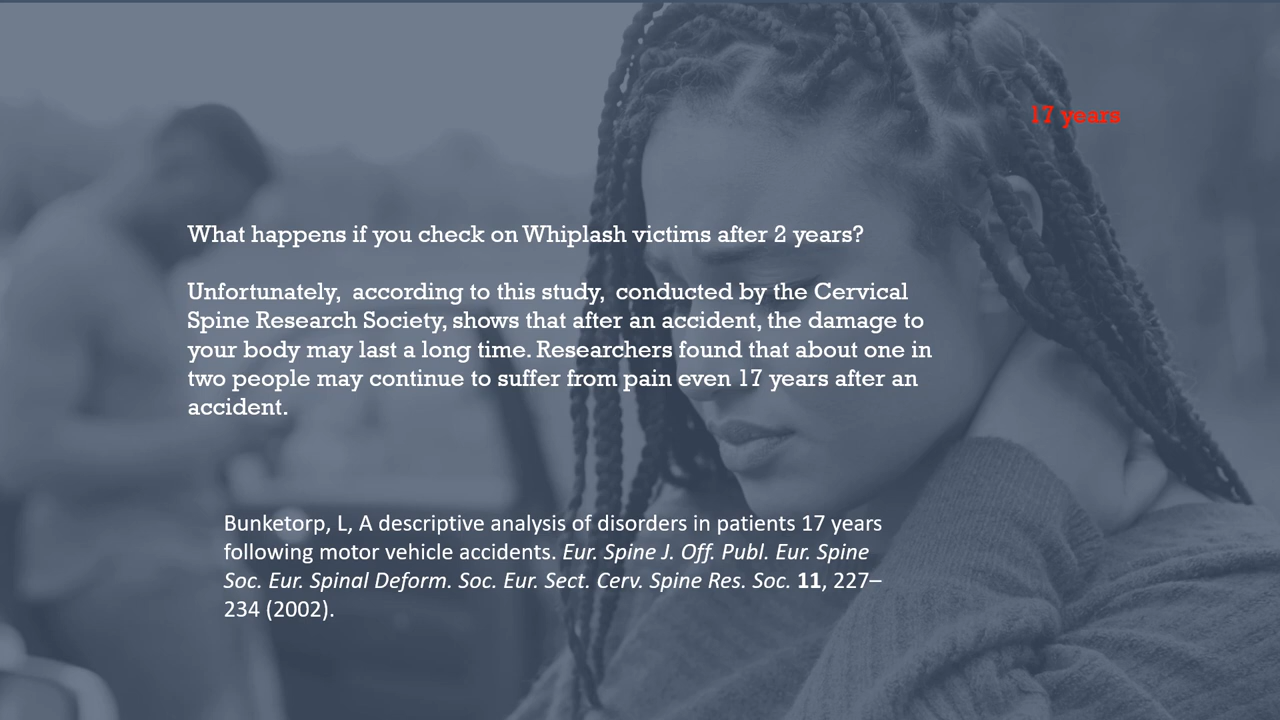 17 years
What happens if you check on Whiplash victims after 2 years?
Unfortunately,  according to this study,  conducted by the Cervical
Spine Research Society, shows that after an accident, the damage to
your body may last a long time. Researchers found that about one in
two people may continue to suffer from pain even 17 years after an
accident.
Bunketorp, L, A descriptive analysis of disorders in patients 17 years
following motor vehicle accidents. Eur. Spine J. Off. Publ. Eur. Spine
Soc. Eur. Spinal Deform. Soc. Eur. Sect. Cerv. Spine Res. Soc. 11, 227–
234 (2002).